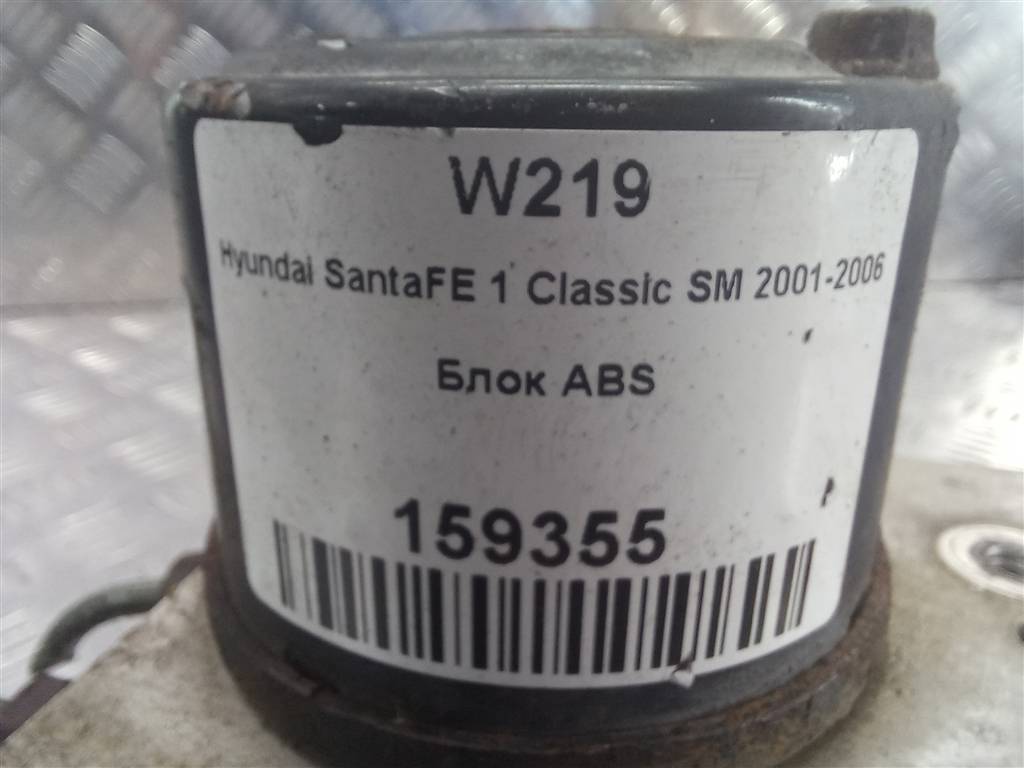 W219
Hyundai SantaFE 1 Classic SM 2001-2006
Блок ABS
159355